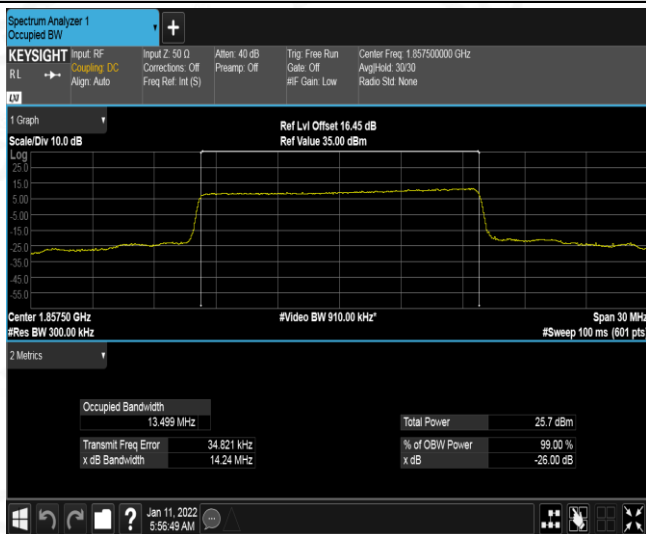 Spectrum Analyzer 1
Occupied BW
+
KEYSIGHT Input: RF Input Z: 50 Ω Atten: 40 dB Trig: Free Run Center Freq: 1.857500000 GHz
RL Coupling: DC Corrections: Off Preamp: Off Gate: Off Avg|Hold: 30/30
Align: Auto Freq Ref: Int (S) #IF Gain: Low Radio Std: None
LXI
1 Graph
Ref Lvl Offset 16.45 dB
Scale/Div 10.0 dB Ref Value 35.00 dBm
Log
25.0
15.0
5.00
-5.00
-15.0
-25.0
-35.0
-45.0
-55.0
Center 1.85750 GHz #Video BW 910.00 kHz* Span 30 MHz
#Res BW 300.00 kHz #Sweep 100 ms (601 pts)
2 Metrics
Occupied Bandwidth
13.499 MHz Total Power 25.7 dBm
Transmit Freq Error 34.821 kHz % of OBW Power 99.00 %
x dB Bandwidth 14.24 MHz x dB -26.00 dB
? Jan 11, 2022
5:56:49 AM